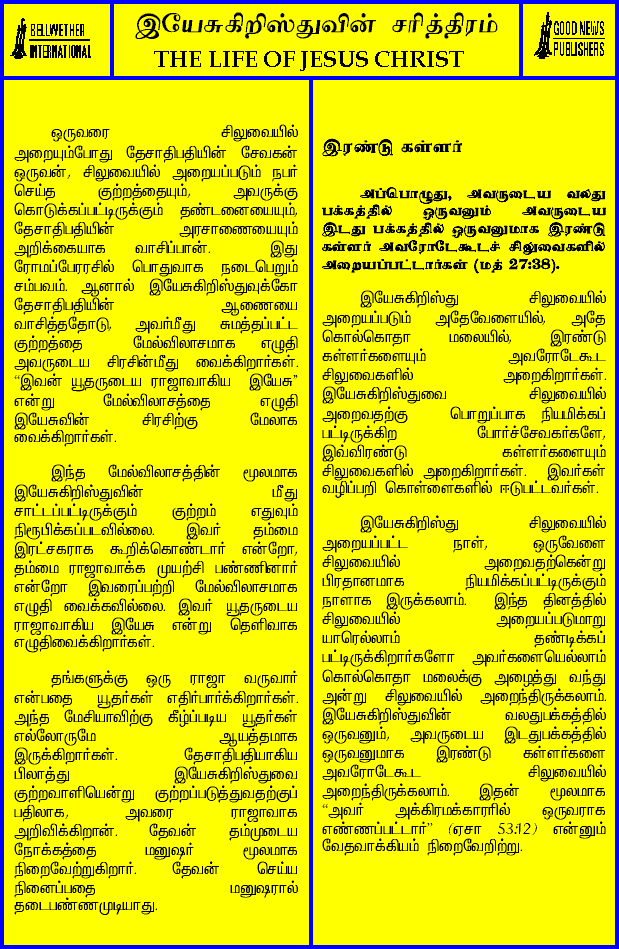 BELLWETHER
INTERNATIONAL
இயேசுகிறிஸ்துவின் சரித்திரம்
THE LIFE OF JESUS CHRIST
GOOD NEWS
PUBLISHERS
ஒருவரை சிலுவையில்
அறையும்போது தேசாதிபதியின் சேவகன்
ஒருவன், சிலுவையில் அறையப்படும் நபர்
செய்த குற்றத்தையும், அவருக்கு
கொடுக்கப்பட்டிருக்கும் தண்டனையையும்,
தேசாதிபதியின் அரசாணையையும்
அறிக்கையாக வாசிப்பான். இது
ரோமப்பேரரசில் பொதுவாக நடைபெறும்
சம்பவம். ஆனால் இயேசுகிறிஸ்துவுக்கோ
தேசாதிபதியின் ஆணையை
வாசித்ததோடு, அவர்மீது சுமத்தப்பட்ட
குற்றத்தை மேல்விலாசமாக எழுதி
அவருடைய சிரசின்மீது வைக்கிறார்கள்.
“இவன் யூதருடைய ராஜாவாகிய இயேசு”
என்று மேல்விலாசத்தை எழுதி
இயேசுவின் சிரசிற்கு மேலாக
வைக்கிறார்கள்.
இந்த மேல்விலாசத்தின் மூலமாக
இயேசுகிறிஸ்துவின் மீது
சாட்டப்பட்டிருக்கும் குற்றம் எதுவும்
நிரூபிக்கப்படவில்லை. இவர் தம்மை
இரட்சகராக கூறிக்கொண்டார் என்றோ,
தம்மை ராஜாவாக்க முயற்சி பண்ணினார்
என்றோ இவரைப்பற்றி மேல்விலாசமாக
எழுதி வைக்கவில்லை. இவர் யூதருடைய
ராஜாவாகிய இயேசு என்று தெளிவாக
எழுதிவைக்கிறார்கள்.
தங்களுக்கு ஒரு ராஜா வருவார்
என்பதை யூதர்கள் எதிர்பார்க்கிறார்கள்.
அந்த மேசியாவிற்கு கீழ்ப்படிய யூதர்கள்
எல்லோருமே ஆயத்தமாக
இருக்கிறார்கள். தேசாதிபதியாகிய
பிலாத்து இயேசுகிறிஸ்துவை
குற்றவாளியென்று குற்றப்படுத்துவதற்குப்
பதிலாக, அவரை ராஜாவாக
அறிவிக்கிறான். தேவன் தம்முடைய
நோக்கத்தை மனுஷர் மூலமாக
நிறைவேற்றுகிறார். தேவன் செய்ய
நினைப்பதை மனுஷரால்
தடைபண்ணமுடியாது.
இரண்டு கள்ளர்
அப்பொழுது, அவருடைய வலது
பக்கத்தில் ஒருவனும் அவருடைய
இடது பக்கத்தில் ஒருவனுமாக இரண்டு
கள்ளர் அவரோடேகூடச் சிலுவைகளில்
அறையப்பட்டார்கள் (மத் 27:38).
இயேசுகிறிஸ்து சிலுவையில்
அறையப்படும் அதேவேளையில், அதே
கொல்கொதா மலையில், இரண்டு
கள்ளர்களையும் அவரோடேகூட
சிலுவைகளில் அறைகிறார்கள்.
இயேசுகிறிஸ்துவை சிலுவையில்
அறைவதற்கு பொறுப்பாக நியமிக்கப்
பட்டிருக்கிற போர்ச்சேவகர்களே,
இவ்விரண்டு கள்ளர்களையும்
சிலுவைகளில் அறைகிறார்கள். இவர்கள்
வழிப்பறி கொள்ளைகளில் ஈடுபட்டவர்கள்.
இயேசுகிறிஸ்து சிலுவையில்
அறையப்பட்ட நாள், ஒருவேளை
சிலுவையில் அறைவதற்கென்று
பிரதானமாக நியமிக்கப்பட்டிருக்கும்
நாளாக இருக்கலாம். இந்த தினத்தில்
சிலுவையில் அறையப்படுமாறு
யாரெல்லாம் தண்டிக்கப்
பட்டிருக்கிறார்களோ அவர்களையெல்லாம்
கொல்கொதா மலைக்கு அழைத்து வந்து
அன்று சிலுவையில் அறைந்திருக்கலாம்.
இயேசுகிறிஸ்துவின் வலதுபக்கத்தில்
ஒருவனும், அவருடைய இடதுபக்கத்தில்
ஒருவனுமாக இரண்டு கள்ளர்களை
அவரோடேகூட சிலுவையில்
அறைந்திருக்கலாம். இதன் மூலமாக
“அவர் அக்கிரமக்காரரில் ஒருவராக
எண்ணப்பட்டார்” (ஏசா 53:12) என்னும்
வேதவாக்கியம் நிறைவேறிற்று.